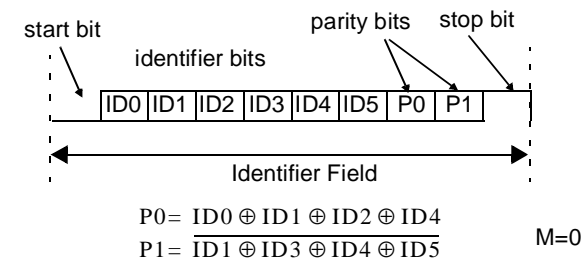 start bit
parity bits
stop bit
identifier bits
ID0 ID1 ID2 ID3 ID4 ID5 P0 P1
Identifier Field
P0= ID0 ⊕ ID1 ⊕ ID2 ⊕ ID4
P1= \overline{ID1 ⊕ ID3 ⊕ ID4 ⊕ ID5}
M=0